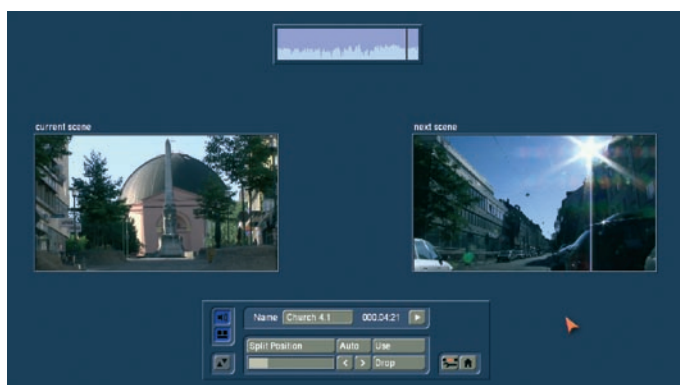 current scene
next scene
Name Church 4.1 000.04:21
Split Position Auto Use
< > Drop